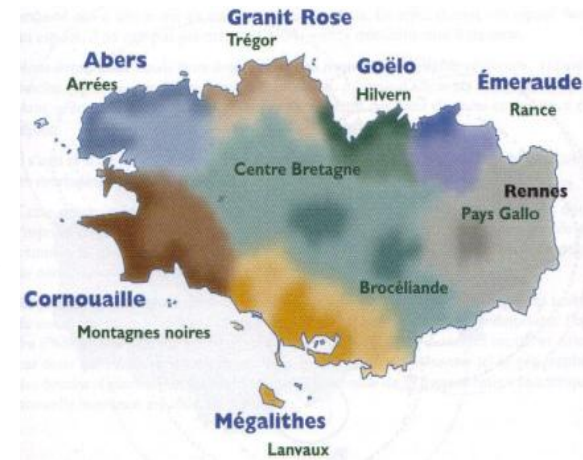 Granit Rose
Trégor
Abers
Arrées
Goëlo
Hilvern
Émeraude
Rance
Centre Bretagne
Rennes
Pays Gallo
Brocéliande
Cornouaille
Montagnes noires
Mégalithes
Lanvaux